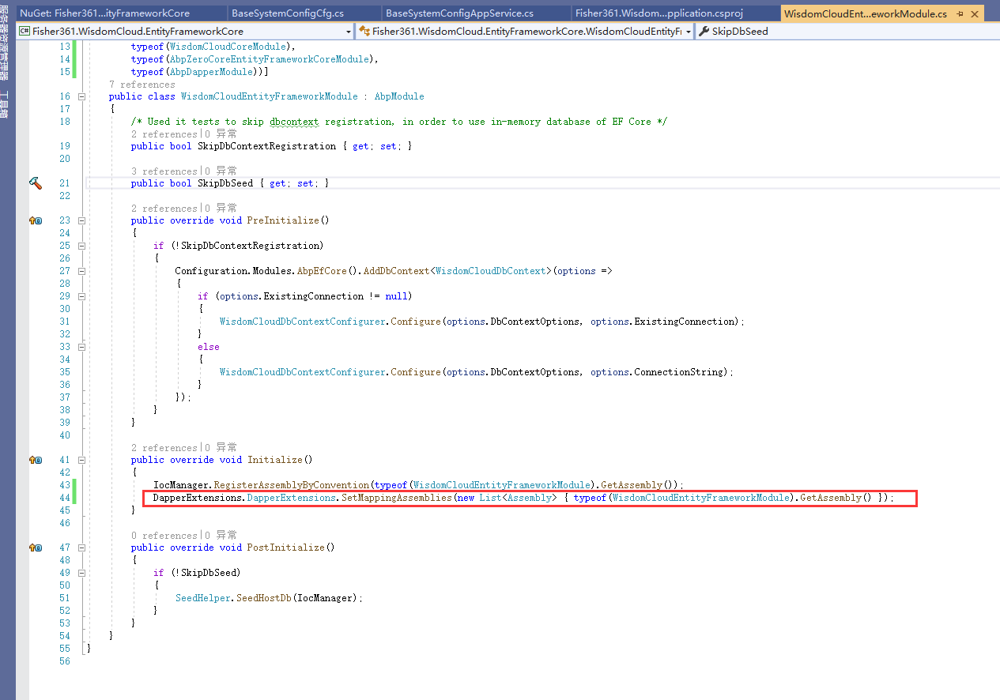 服务器资源管理器 工具箱
NuGet: Fisher361...ityFrameworkCore BaseSystemConfigCfg.cs BaseSystemConfigAppService.cs Fisher361.Wisdom...pplication.csproj WisdomCloudEnt...eworkModule.cs
C# Fisher361.WisdomCloud.EntityFrameworkCore Fisher361.WisdomCloud.EntityFrameworkCore.WisdomCloudEntityFi SkipDbSeed
13 typeof(WisdomCloudCoreModule),
14 typeof(AbpZeroCoreEntityFrameworkCoreModule),
15 typeof(AbpDapperModule))]
7 references
16 public class WisdomCloudEntityFrameworkModule : AbpModule
17 {
18 /* Used it tests to skip dbcontext registration, in order to use in-memory database of EF Core */
2 references|0 异常
19 public bool SkipDbContextRegistration { get; set; }
20
3 references|0 异常
21 public bool SkipDbSeed { get; set; }
22
2 references|0 异常
23 public override void PreInitialize()
24 {
25 if (!SkipDbContextRegistration)
26 {
27 Configuration.Modules.AbpEfCore().AddDbContext<WisdomCloudDbContext>(options =>
28 {
29 if (options.ExistingConnection != null)
30 {
31 WisdomCloudDbContextConfigurer.Configure(options.DbContextOptions, options.ExistingConnection);
32 }
33 else
34 {
35 WisdomCloudDbContextConfigurer.Configure(options.DbContextOptions, options.ConnectionString);
36 }
37 });
38 }
39 }
40
2 references|0 异常
41 public override void Initialize()
42 {
43 IocManager.RegisterAssemblyByConvention(typeof(WisdomCloudEntityFrameworkModule).GetAssembly());
44 DapperExtensions.DapperExtensions.SetMappingAssemblies(new List<Assembly> { typeof(WisdomCloudEntityFrameworkModule).GetAssembly() });
45 }
46
0 references|0 异常
47 public override void PostInitialize()
48 {
49 if (!SkipDbSeed)
50 {
51 SeedHelper.SeedHostDb(IocManager);
52 }
53 }
54 }
55 }
56